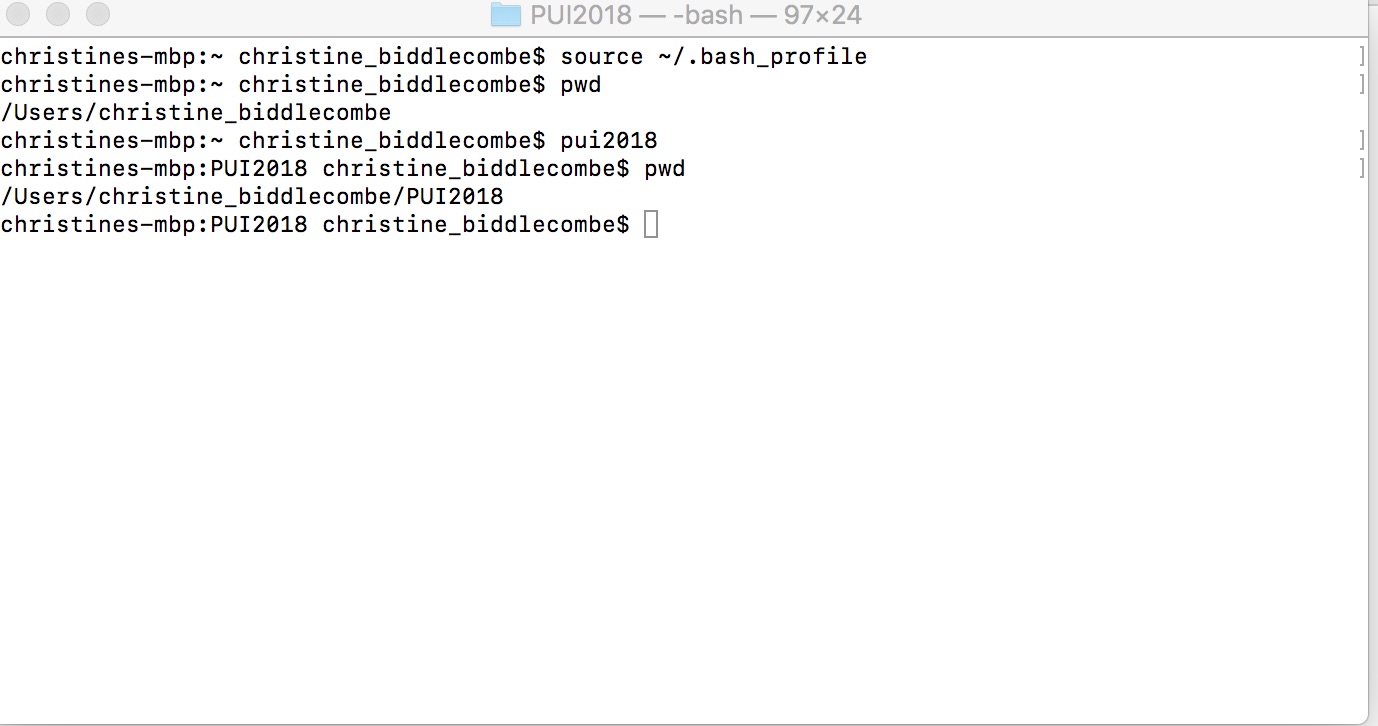 PUI2018 — -bash — 97×24
christines-mbp:~ christine_biddlecombe$ source ~/.bash_profile ]
christines-mbp:~ christine_biddlecombe$ pwd ]
/Users/christine_biddlecombe
christines-mbp:~ christine_biddlecombe$ pui2018 ]
christines-mbp:PUI2018 christine_biddlecombe$ pwd ]
/Users/christine_biddlecombe/PUI2018
christines-mbp:PUI2018 christine_biddlecombe$